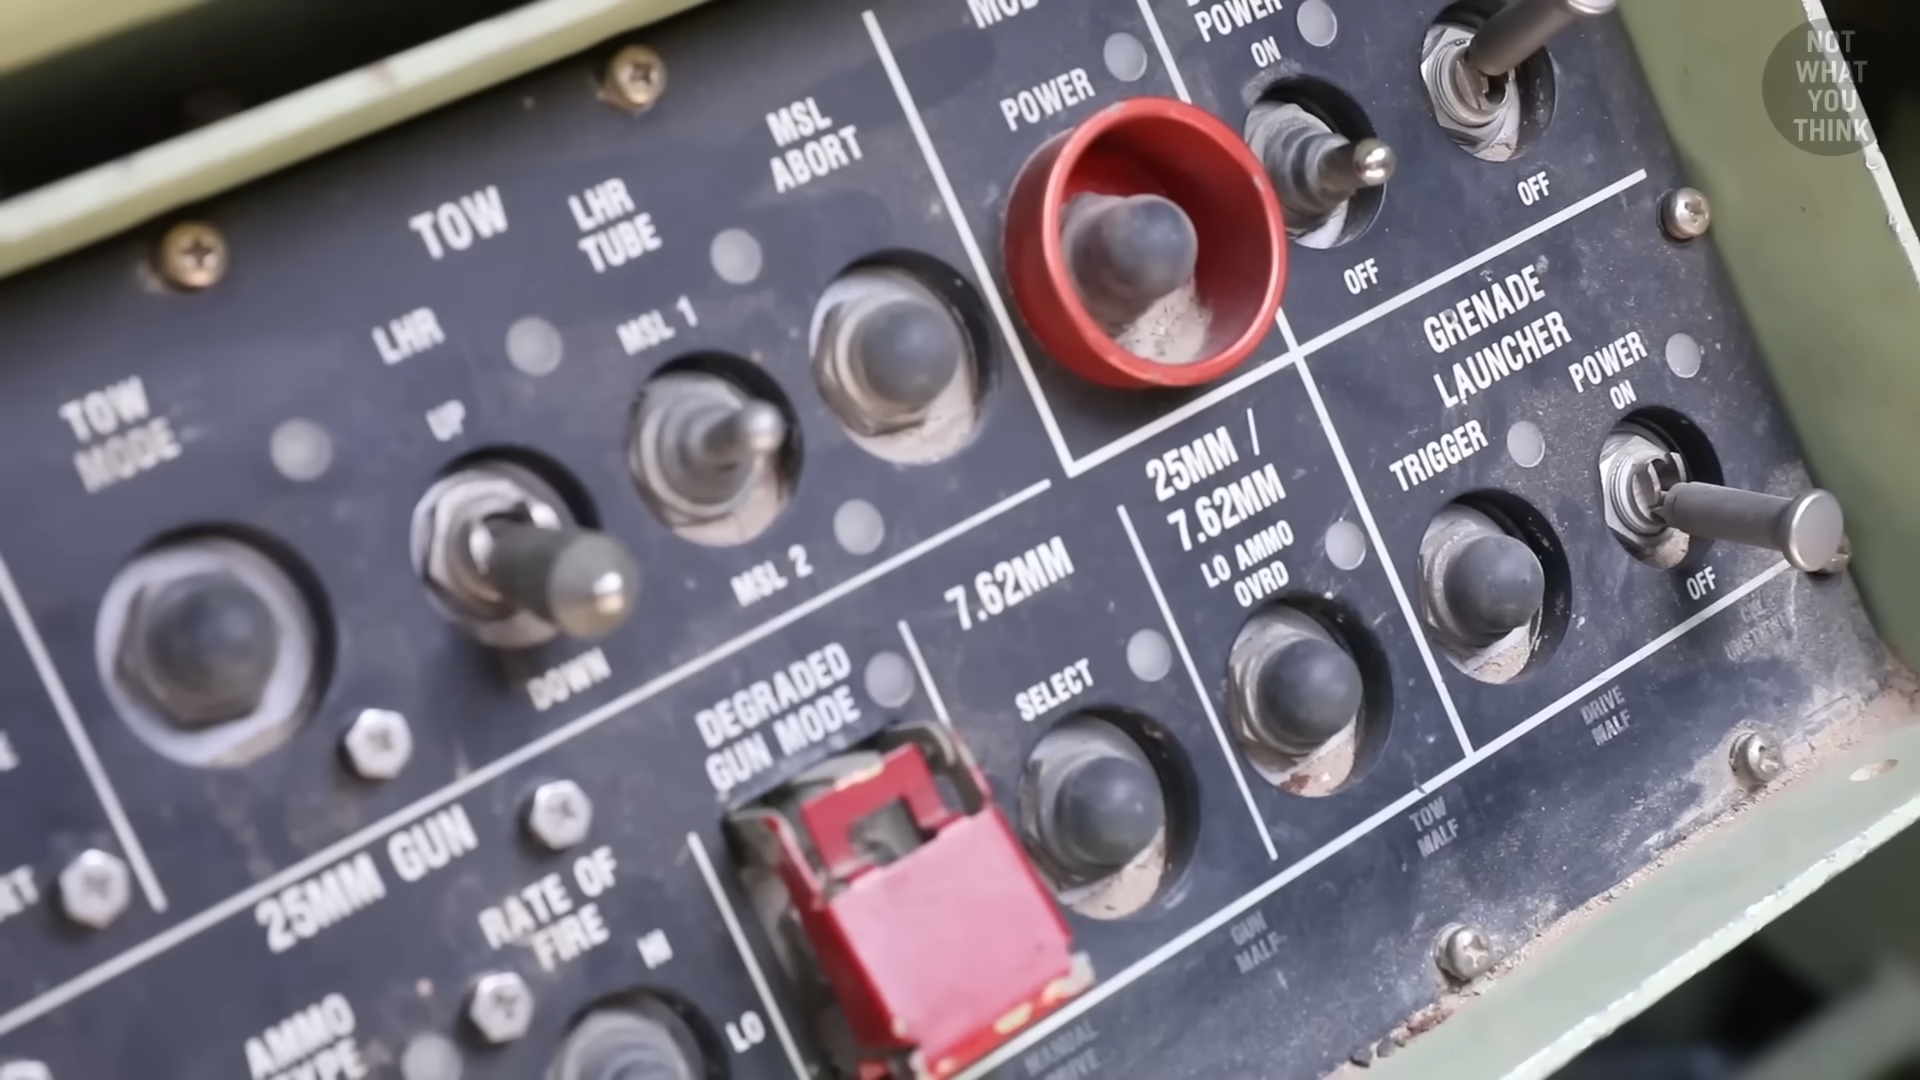 NOT
WHAT
YOU
THINK
POWER
ON
OFF
OFF
POWER
MSL
ABORT
TOW
LHR
TUBE
MSL 1
MSL 2
LHR
UP
DOWN
TOW
MODE
GRENADE
LAUNCHER
POWER
ON
OFF
TRIGGER
25MM /
7.62MM
LO AMMO
OVRD
7.62MM
SELECT
DEGRADED
GUN MODE
25MM GUN
RATE OF
FIRE
HI
LO
AMMO
DRIVE
MALF
TOW
MALF
GUN
MALF
MANUAL